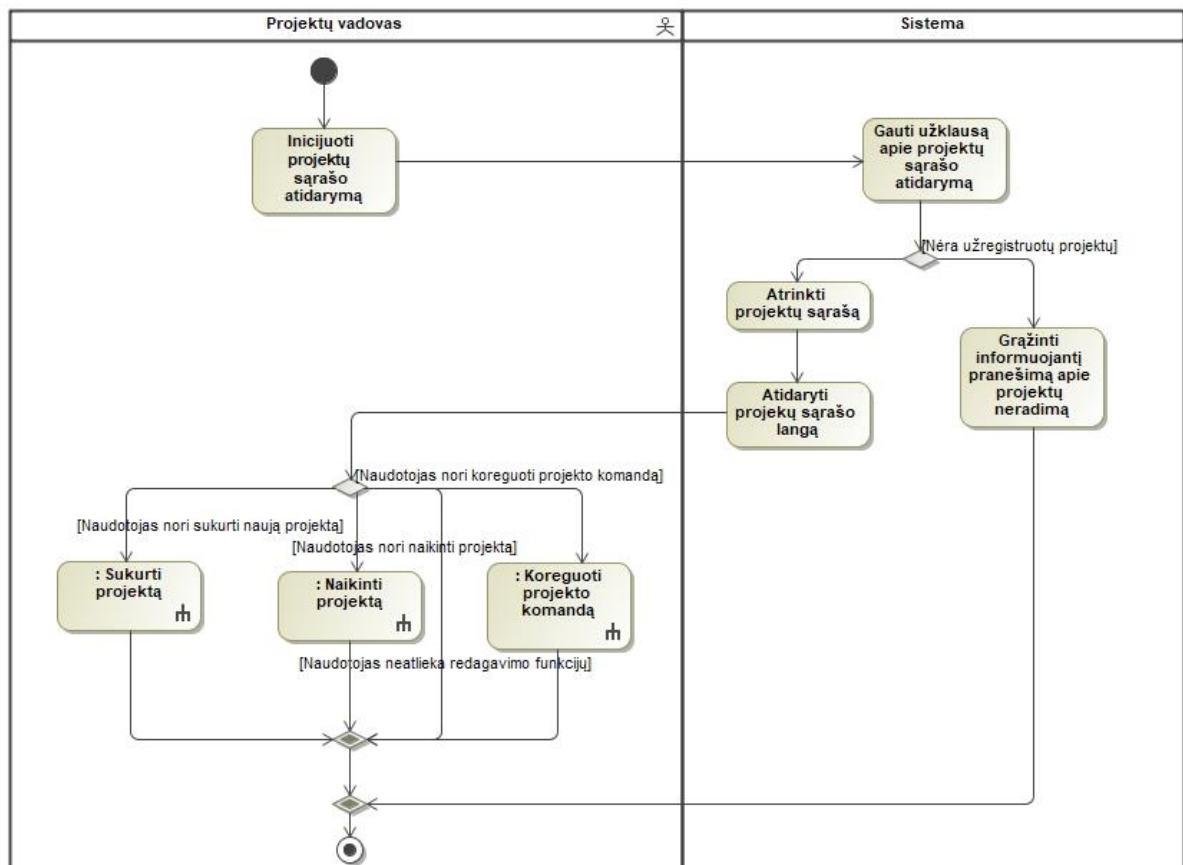 Projektų vadovas
Sistema
Inicijuoti
projektų
sąrašo
atidarymą
Gauti užklausą
apie projektų
sąrašo
atidarymą
[Nėra užregistruotų projektų]
Atrinkti
projektų sąrašą
Grąžinti
informuojantį
pranešimą apie
projektų
neradimą
Atidaryti
projekų sąrašo
langą
[Naudotojas nori koreguoti projekto komandą]
[Naudotojas nori sukurti naują projektą]
[Naudotojas nori naikinti projektą]
: Sukurti
projektą
: Naikinti
projektą
: Koreguoti
projekto
komandą
[Naudotojas neatlieka redagavimo funkcijų]